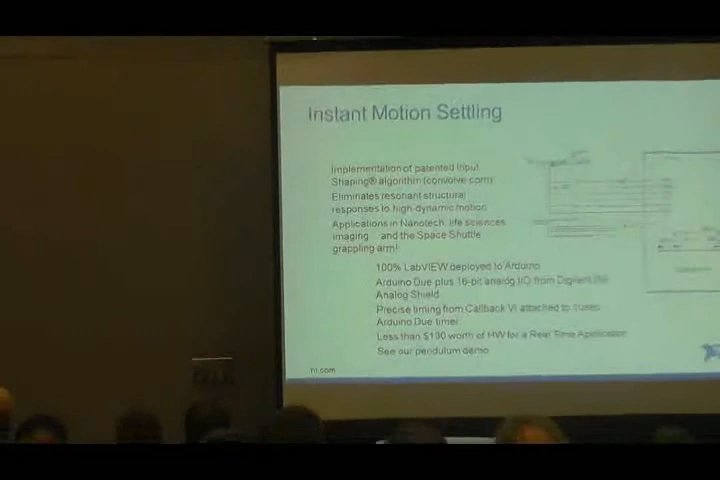 Instant Motion Settling
Implementation of patented Input
Shaping® algorithm (convolve.com)
Eliminates resonant structural
responses to high-dynamic motion
Applications in Nanotech, life sciences,
imaging and the Space Shuttle
grappling arm!
100% LabVIEW deployed to Arduino
Arduino Due plus 16-bit analog I/O from Digilent
Analog Shield
Precise timing from Callback VI attached to
Arduino Due timer
Less than $130 worth of HW for a Real Time Application
See our pendulum demo
ni.com